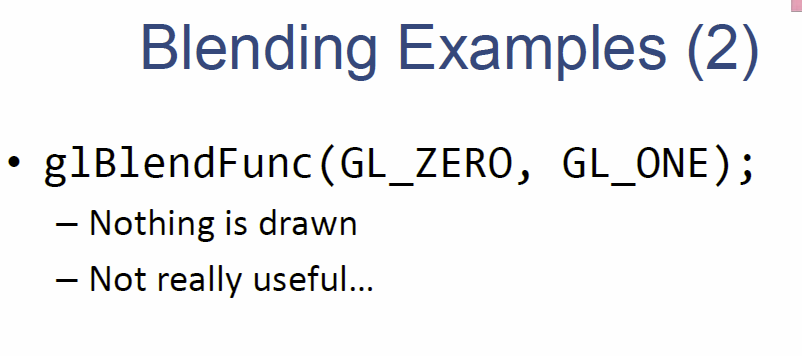 Blending Examples (2)
• glBlendFunc(GL_ZERO, GL_ONE);
– Nothing is drawn
– Not really useful…